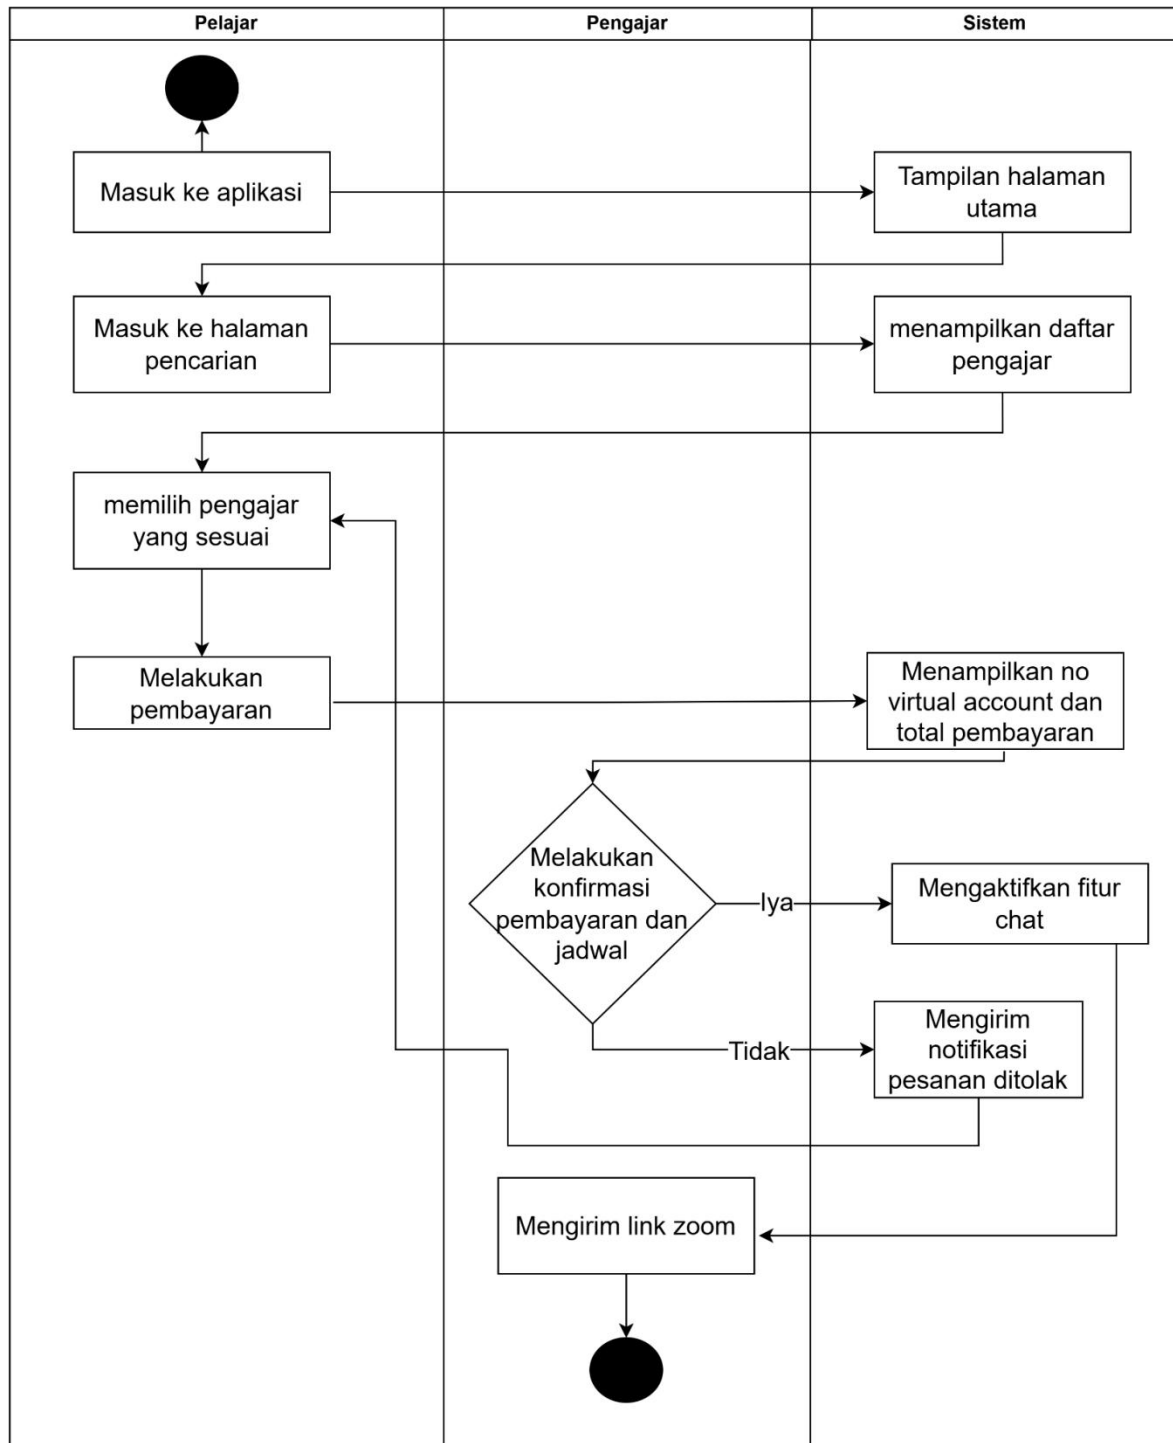 Pelajar
Pengajar
Sistem
Masuk ke aplikasi
Tampilan halaman
utama
Masuk ke halaman
pencarian
menampilkan daftar
pengajar
memilih pengajar
yang sesuai
Melakukan
pembayaran
Menampilkan no
virtual account dan
total pembayaran
Melakukan
konfirmasi
pembayaran dan
jadwal
Iya
Mengaktifkan fitur
chat
Tidak
Mengirim
notifikasi
pesanan ditolak
Mengirim link zoom